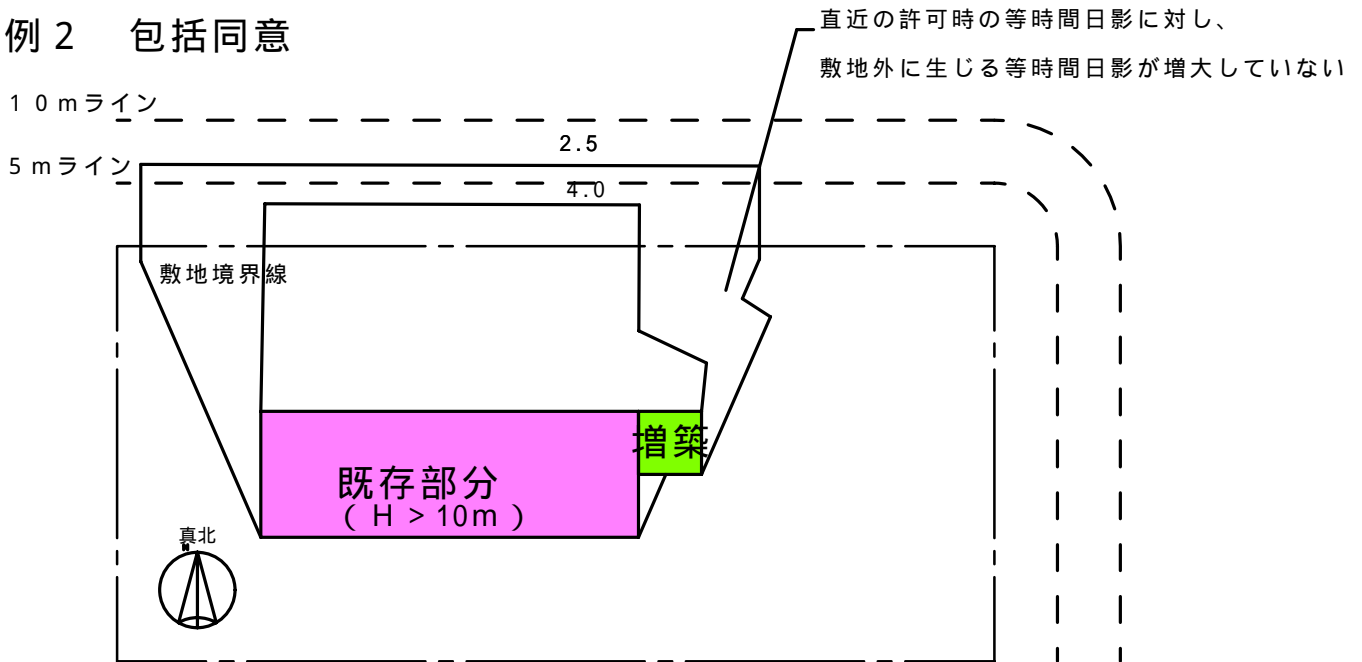 例２　包括同意
直近の許可時の等時間日影に対し、
敷地外に生じる等時間日影が増大していない
１０ｍライン
2.5
５ｍライン
4.0
敷地境界線
増築
既存部分
（Ｈ＞10ｍ）
真北
N